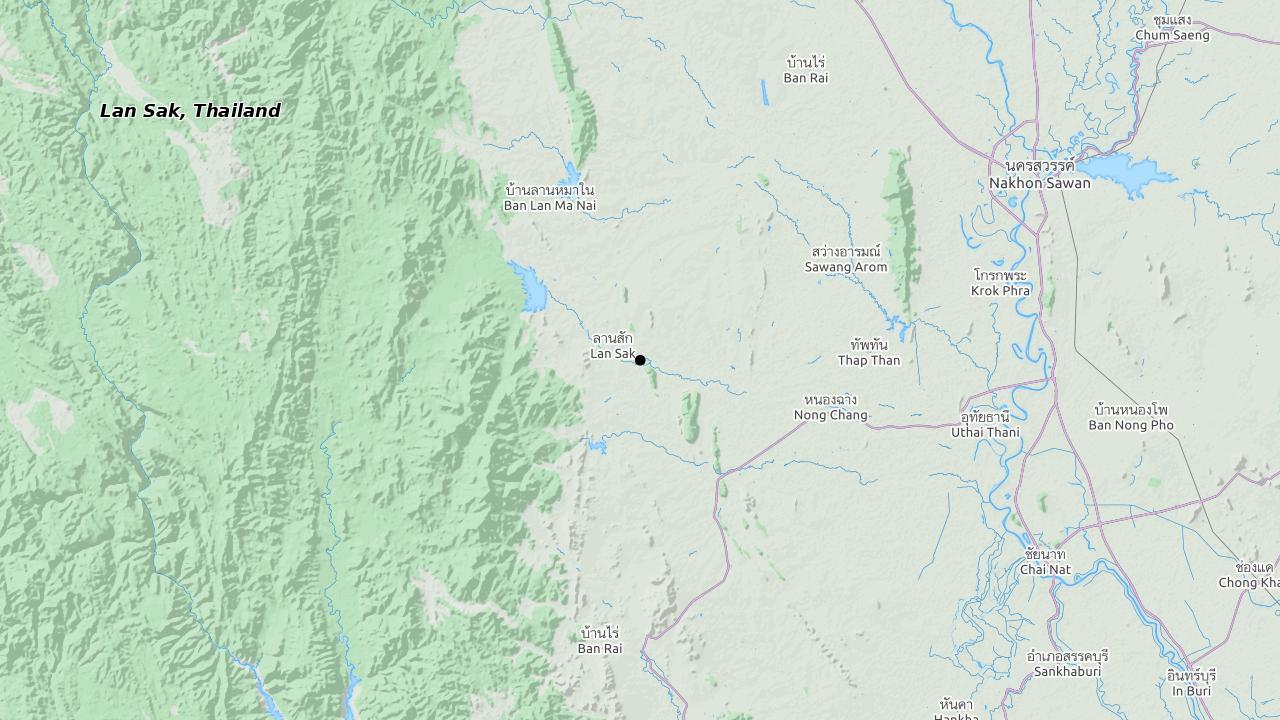 ชุมแสง
Chum Saeng
บ้านไร่
Ban Rai
Lan Sak, Thailand
นครสวรรค์
Nakhon Sawan
บ้านลานหมาใน
Ban Lan Ma Nai
สว่างอารมณ์
Sawang Arom
โกรกพระ
Krok Phra
ลานสัก
Lan Sak
ทัพทัน
Thap Than
หนองฉาง
Nong Chang
อุทัยธานี
Uthai Thani
บ้านหนองโพ
Ban Nong Pho
ชัยนาท
Chai Nat
ช่องแค
Chong Kha
บ้านไร่
Ban Rai
อำเภอสรรคบุรี
Sankhaburi
อินทร์บุรี
In Buri
หันคา
Hankha